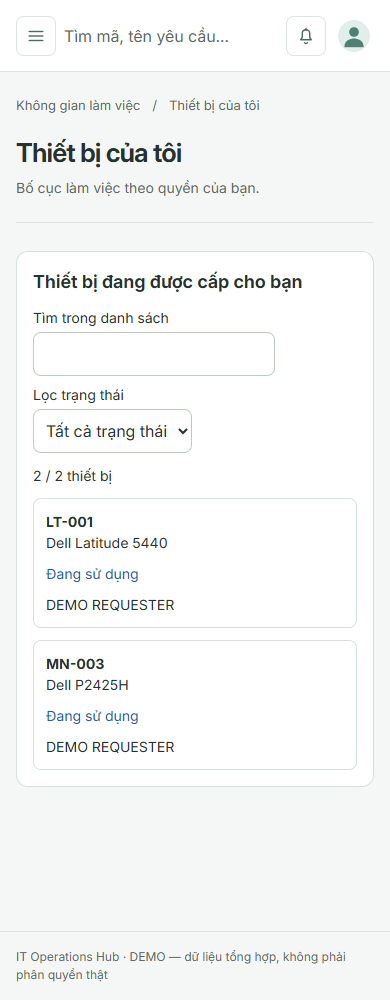 Tìm mã, tên yêu cầu...
Không gian làm việc / Thiết bị của tôi
Thiết bị của tôi
Bố cục làm việc theo quyền của bạn.
Thiết bị đang được cấp cho bạn
Tìm trong danh sách
Lọc trạng thái
Tất cả trạng thái
2 / 2 thiết bị
LT-001
Dell Latitude 5440
Đang sử dụng
DEMO REQUESTER
MN-003
Dell P2425H
Đang sử dụng
DEMO REQUESTER
IT Operations Hub · DEMO — dữ liệu tổng hợp, không phải
phân quyền thật